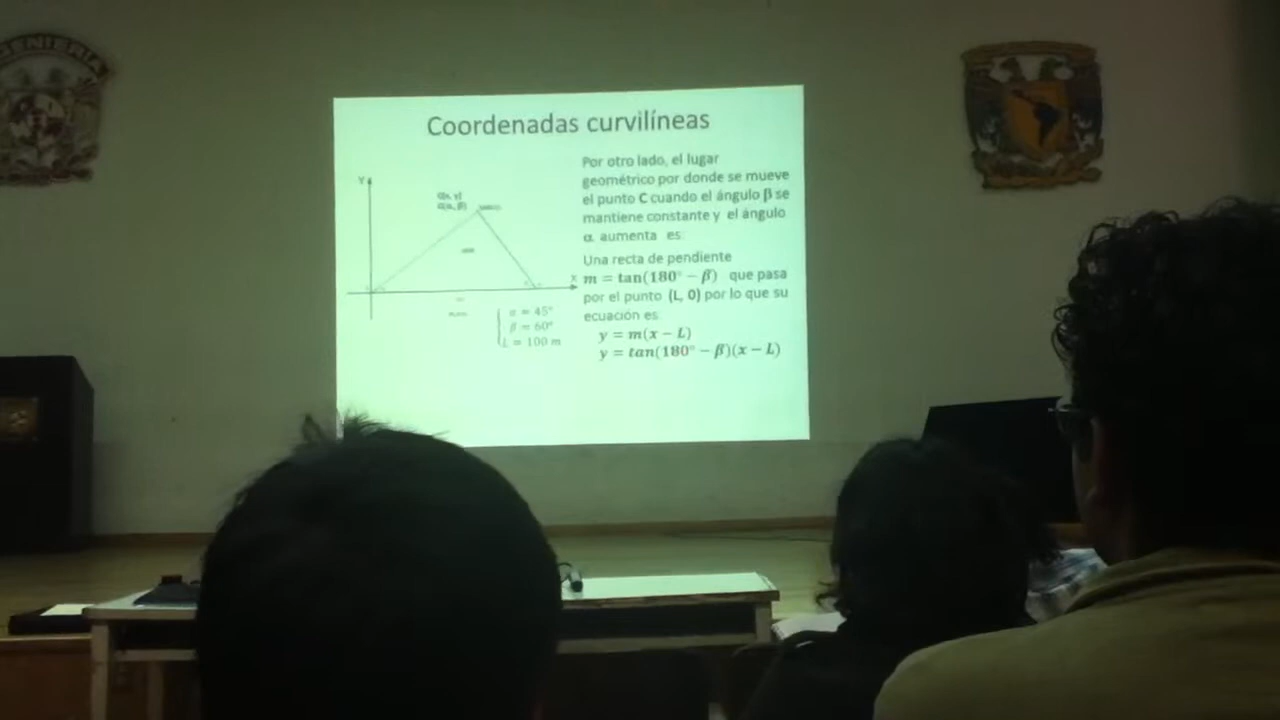 GENIERIA
Coordenadas curvilíneas
Por otro lado, el lugar
geométrico por donde se mueve
el punto C cuando el ángulo β se
mantiene constante y el ángulo
α aumenta es:
Una recta de pendiente
m = tan(180° − β) que pasa
por el punto (L, 0) por lo que su
ecuación es:
y = m(x − L)
y = tan(180° − β)(x − L)
Y
X
α = 45°
β = 60°
L = 100 m